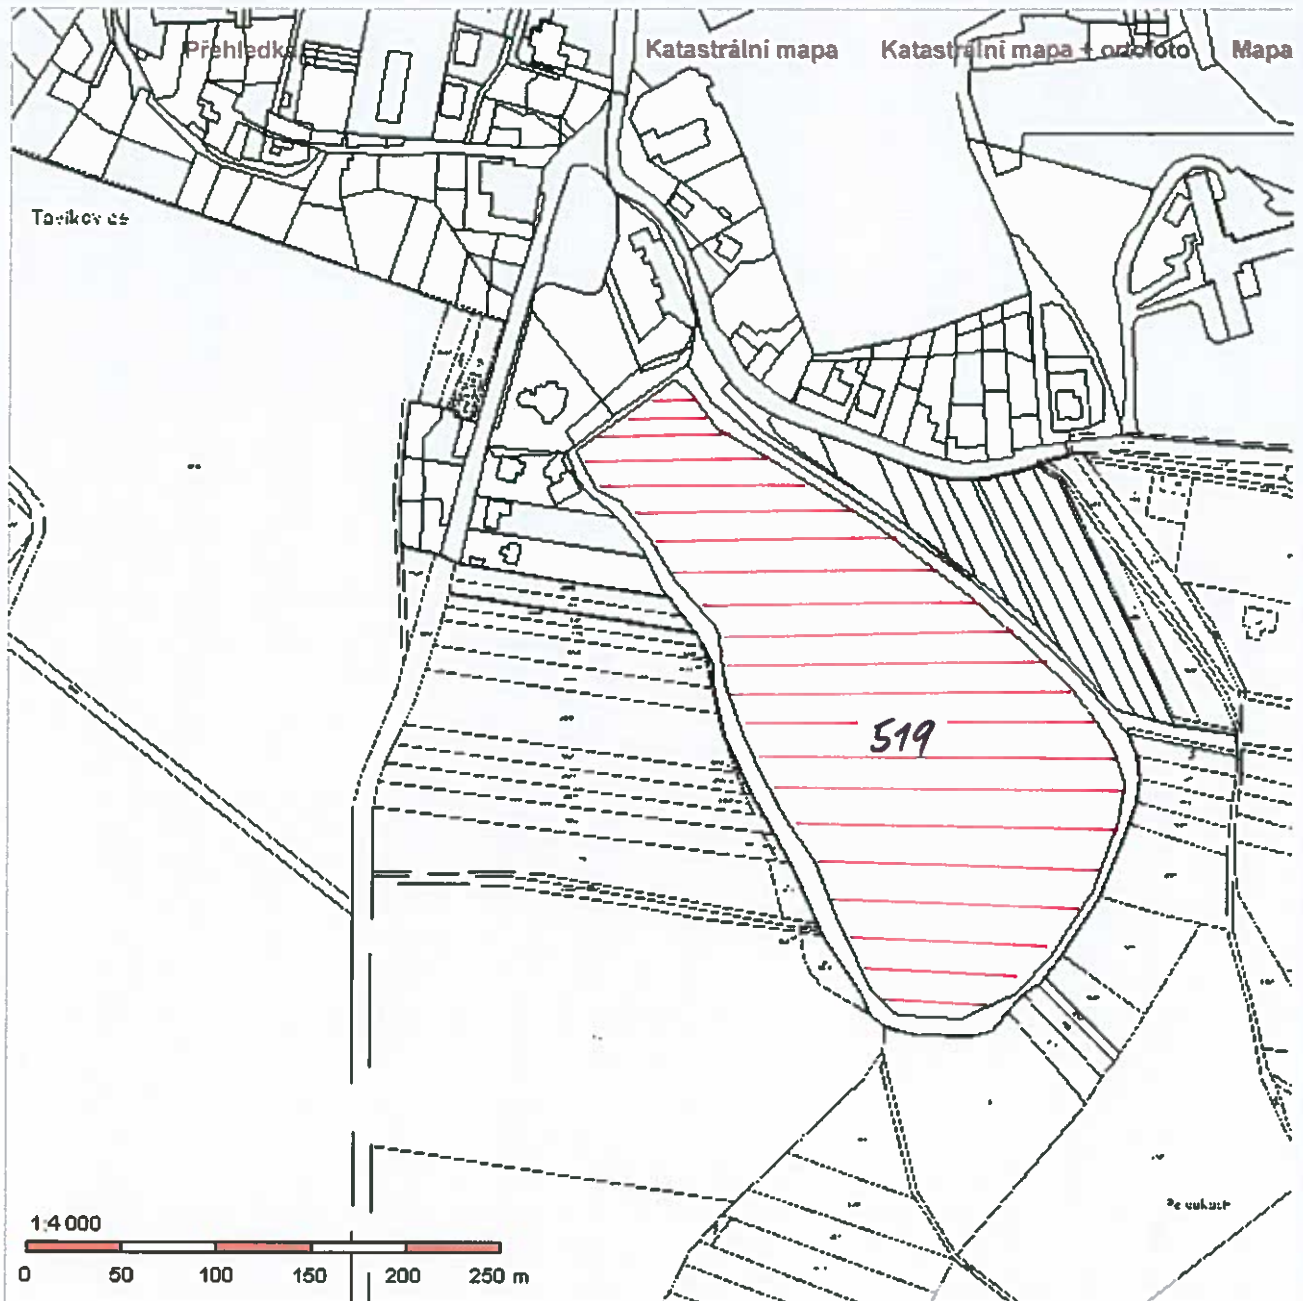 Přehledka
Katastrální mapa
Katastrální mapa + ortofoto
Mapa
519
1:4 000
0 50 100 150 200 250 m